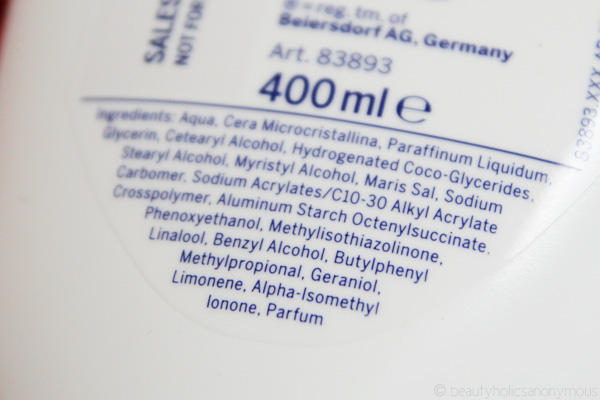 SALES
NOT FOR
®=reg. tm. of
Beiersdorf AG, Germany
Art. 83893
400 ml ℮
83893.XXX.AR
Ingredients: Aqua, Cera Microcristallina, Paraffinum Liquidum,
Glycerin, Cetearyl Alcohol, Hydrogenated Coco-Glycerides,
Stearyl Alcohol, Myristyl Alcohol, Maris Sal, Sodium
Carbomer, Sodium Acrylates/C10-30 Alkyl Acrylate
Crosspolymer, Aluminum Starch Octenylsuccinate,
Phenoxyethanol, Methylisothiazolinone,
Linalool, Benzyl Alcohol, Butylphenyl
Methylpropional, Geraniol,
Limonene, Alpha-Isomethyl
Ionone, Parfum
© beautyholicsanonymous